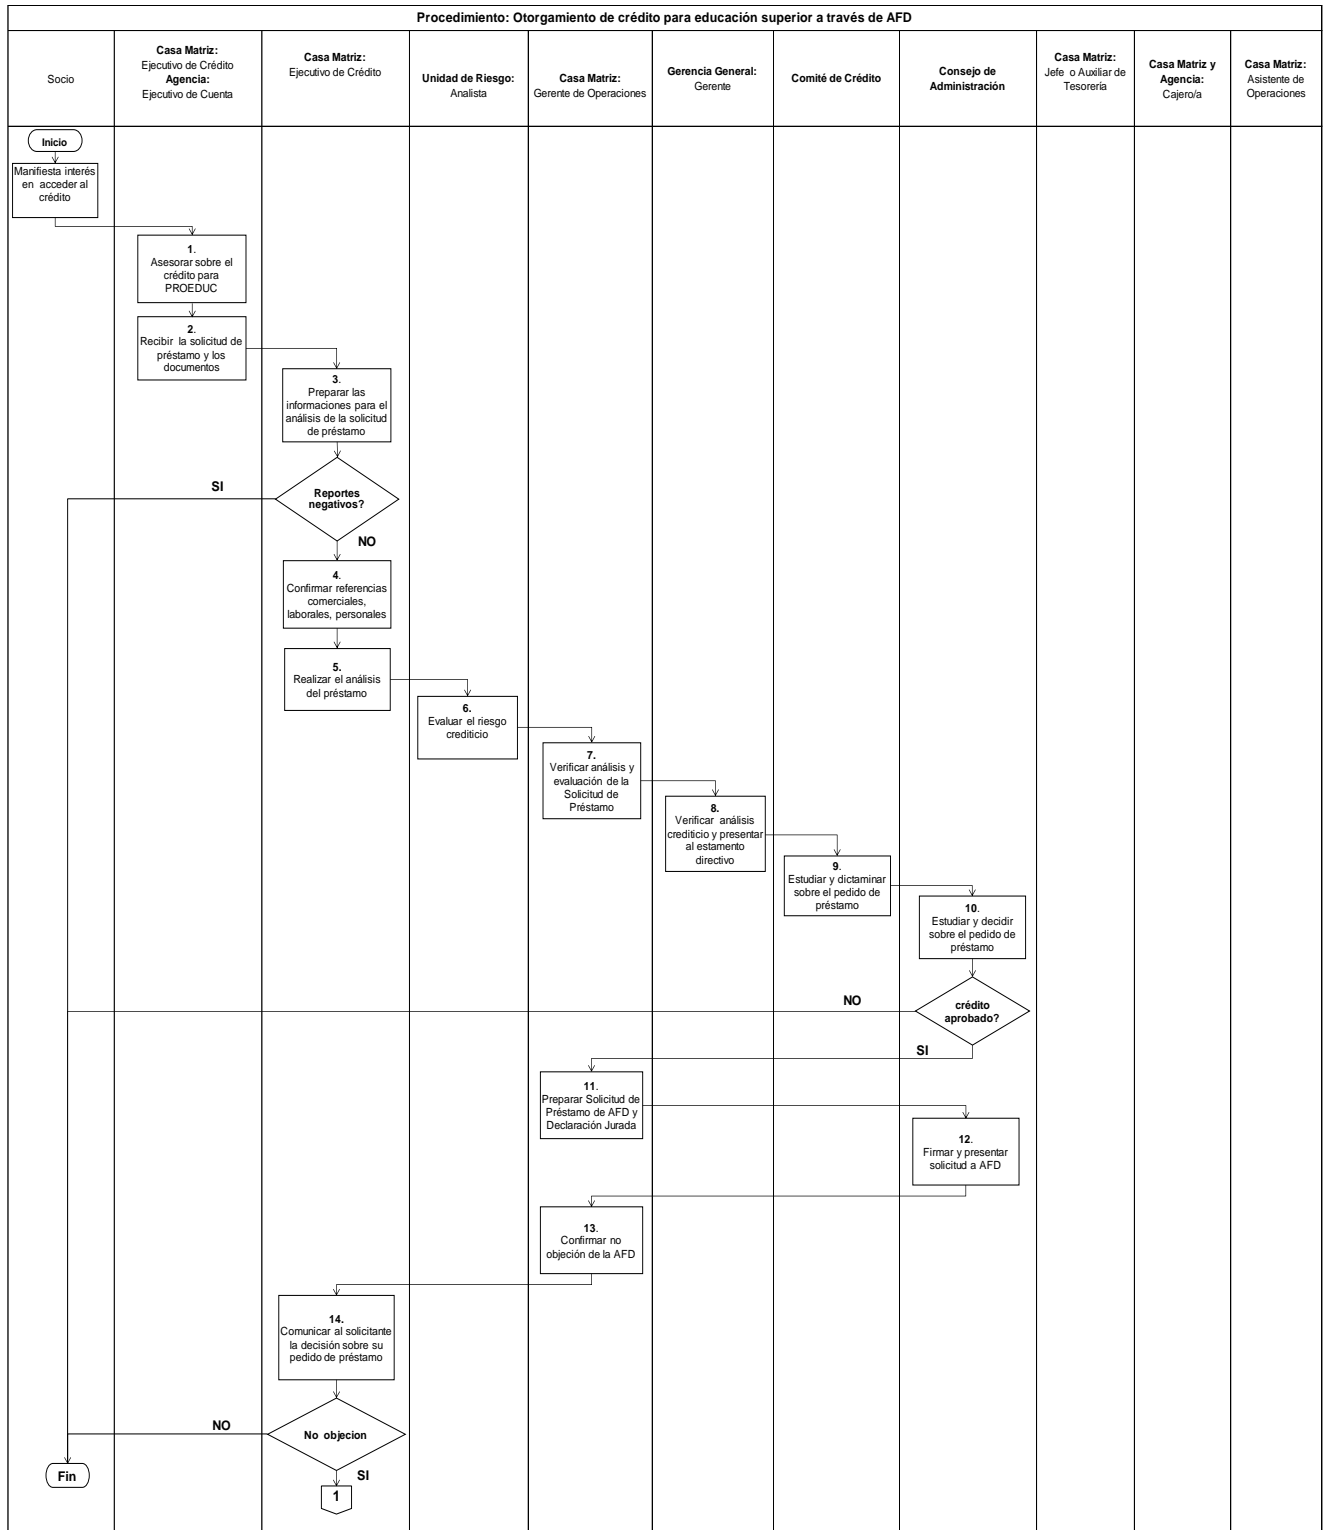 Procedimiento: Otorgamiento de crédito para educación superior a través de AFD
Socio
Casa Matriz:
Ejecutivo de Crédito
Agencia:
Ejecutivo de Cuenta
Casa Matriz:
Ejecutivo de Crédito
Unidad de Riesgo:
Analista
Casa Matriz:
Gerente de Operaciones
Gerencia General:
Gerente
Comité de Crédito
Consejo de
Administración
Casa Matriz:
Jefe o Auxiliar de
Tesorería
Casa Matriz y
Agencia:
Cajero/a
Casa Matriz:
Asistente de
Operaciones
Inicio
Manifiesta interés
en acceder al
crédito
1.
Asesorar sobre el
crédito para
PROEDUC
2.
Recibir la solicitud de
préstamo y los
documentos
3.
Preparar las
informaciones para el
análisis de la solicitud
de préstamo
SI
Reportes
negativos?
NO
4.
Confirmar referencias
comerciales,
laborales, personales
5.
Realizar el análisis
del préstamo
6.
Evaluar el riesgo
crediticio
7.
Verificar análisis y
evaluación de la
Solicitud de
Préstamo
8.
Verificar análisis
crediticio y presentar
al estamento
directivo
9.
Estudiar y dictaminar
sobre el pedido de
préstamo
10.
Estudiar y decidir
sobre el pedido de
préstamo
NO
crédito
aprobado?
SI
11.
Preparar Solicitud de
Préstamo de AFD y
Declaración Jurada
12.
Firmar y presentar
solicitud a AFD
13.
Confirmar no
objeción de la AFD
14.
Comunicar al solicitante
la decisión sobre su
pedido de préstamo
NO
No objecion
Fin
SI
1